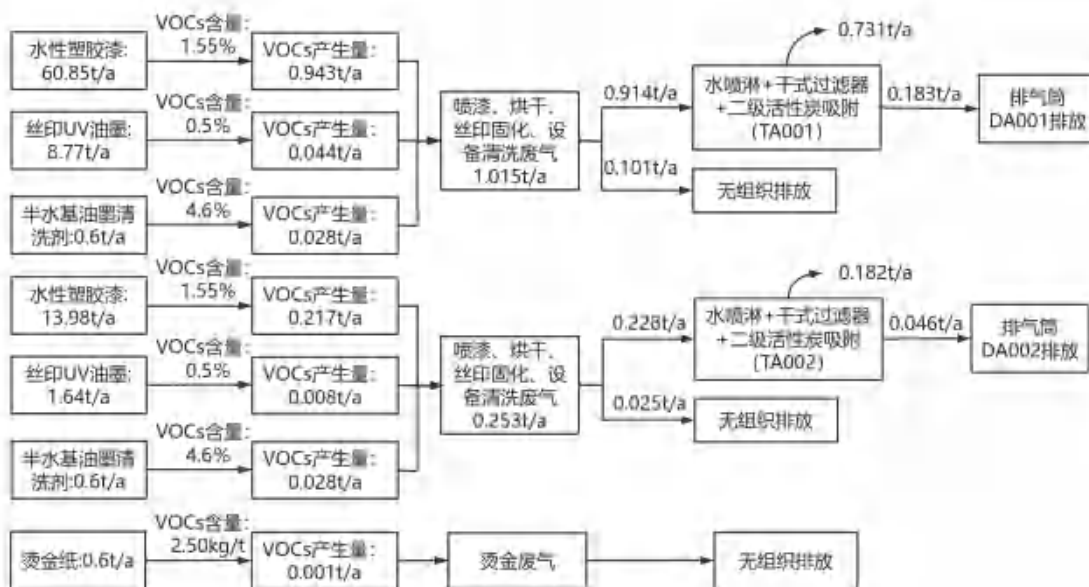 水性塑胶漆:
60.85t/a
VOCs含量:
1.55%
VOCs产生量:
0.943t/a
丝印UV油墨:
8.77t/a
VOCs含量:
0.5%
VOCs产生量:
0.044t/a
半水基油墨清
洗剂:0.6t/a
VOCs含量:
4.6%
VOCs产生量:
0.028t/a
喷漆、烘干、
丝印固化、设
备清洗废气
1.015t/a
0.914t/a
水喷淋+干式过滤器
+二级活性炭吸附
(TA001)
0.731t/a
0.183t/a
排气筒
DA001排放
0.101t/a
无组织排放
水性塑胶漆:
13.98t/a
VOCs含量:
1.55%
VOCs产生量:
0.217t/a
丝印UV油墨:
1.64t/a
VOCs含量:
0.5%
VOCs产生量:
0.008t/a
半水基油墨清
洗剂:0.6t/a
VOCs含量:
4.6%
VOCs产生量:
0.028t/a
喷漆、烘干、
丝印固化、设
备清洗废气
0.253t/a
0.228t/a
水喷淋+干式过滤器
+二级活性炭吸附
(TA002)
0.182t/a
0.046t/a
排气筒
DA002排放
0.025t/a
无组织排放
烫金纸:0.6t/a
VOCs含量:
2.50kg/t
VOCs产生量:
0.001t/a
烫金废气
无组织排放